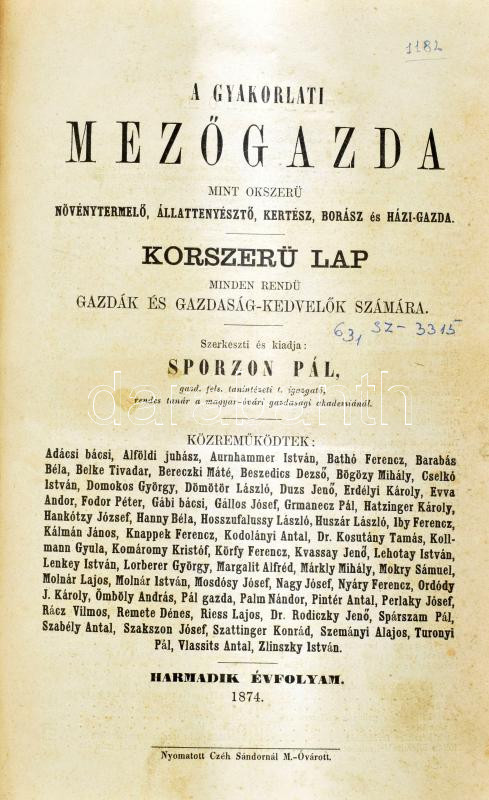 1182
A GYAKORLATI
MEZŐGAZDA
MINT OKSZERÜ
NÖVÉNYTERMELŐ, ÁLLATTENYÉSZTŐ, KERTÉSZ, BORÁSZ és HÁZI-GAZDA.
KORSZERÜ LAP
MINDEN RENDÜ
GAZDÁK ÉS GAZDASÁG-KEDVELŐK SZÁMÁRA.
631 SZ-3315
Szerkeszti és kiadja:
SPORZON PÁL,
gazd. fels. tanintézeti t. igazgató,
rendes tanár a magyar-óvári gazdasági akademiánál.
darabanth
KÖZREMŰKÖDTEK:
Adácsi bácsi, Alföldi juhász, Aurnhammer István, Bathó Ferencz, Barabás
Béla, Belke Tivadar, Bereczki Máté, Beszedics Dezső, Bögözy Mihály, Cselkó
István, Domokos György, Dömötör László, Duzs Jenő, Erdélyi Károly, Evva
Andor, Fodor Péter, Gábi bácsi, Gállos József, Grmanecz Pál, Hatzinger Károly,
Hankótzy József, Hanny Béla, Hosszufalussy László, Huszár László, Iby Ferencz,
Kálmán János, Knappek Ferencz, Kodolányi Antal, Dr. Kosutány Tamás, Koll-
mann Gyula, Komáromy Kristóf, Körfy Ferencz, Kvassay Jenő, Lehotay István,
Lenkey István, Lorberer György, Margalit Alfréd, Márkly Mihály, Mokry Sámuel,
Molnár Lajos, Molnár István, Mosdósy Jósef, Nagy József, Nyáry Ferencz, Ordódy
J. Károly, Ömböly András, Pál gazda, Palm Nándor, Pintér Antal, Perlaky Jósef,
Rácz Vilmos, Remete Dénes, Riess Lajos, Dr. Rodiczky Jenő, Spárszam Pál,
Szabély Antal, Szakszon Jósef, Szattinger Konrád, Szemányi Alajos, Turonyi
Pál, Vlassits Antal, Zlinszky István.
HARMADIK ÉVFOLYAM.
1874.
Nyomatott Czéh Sándornál M.-Óvárott.